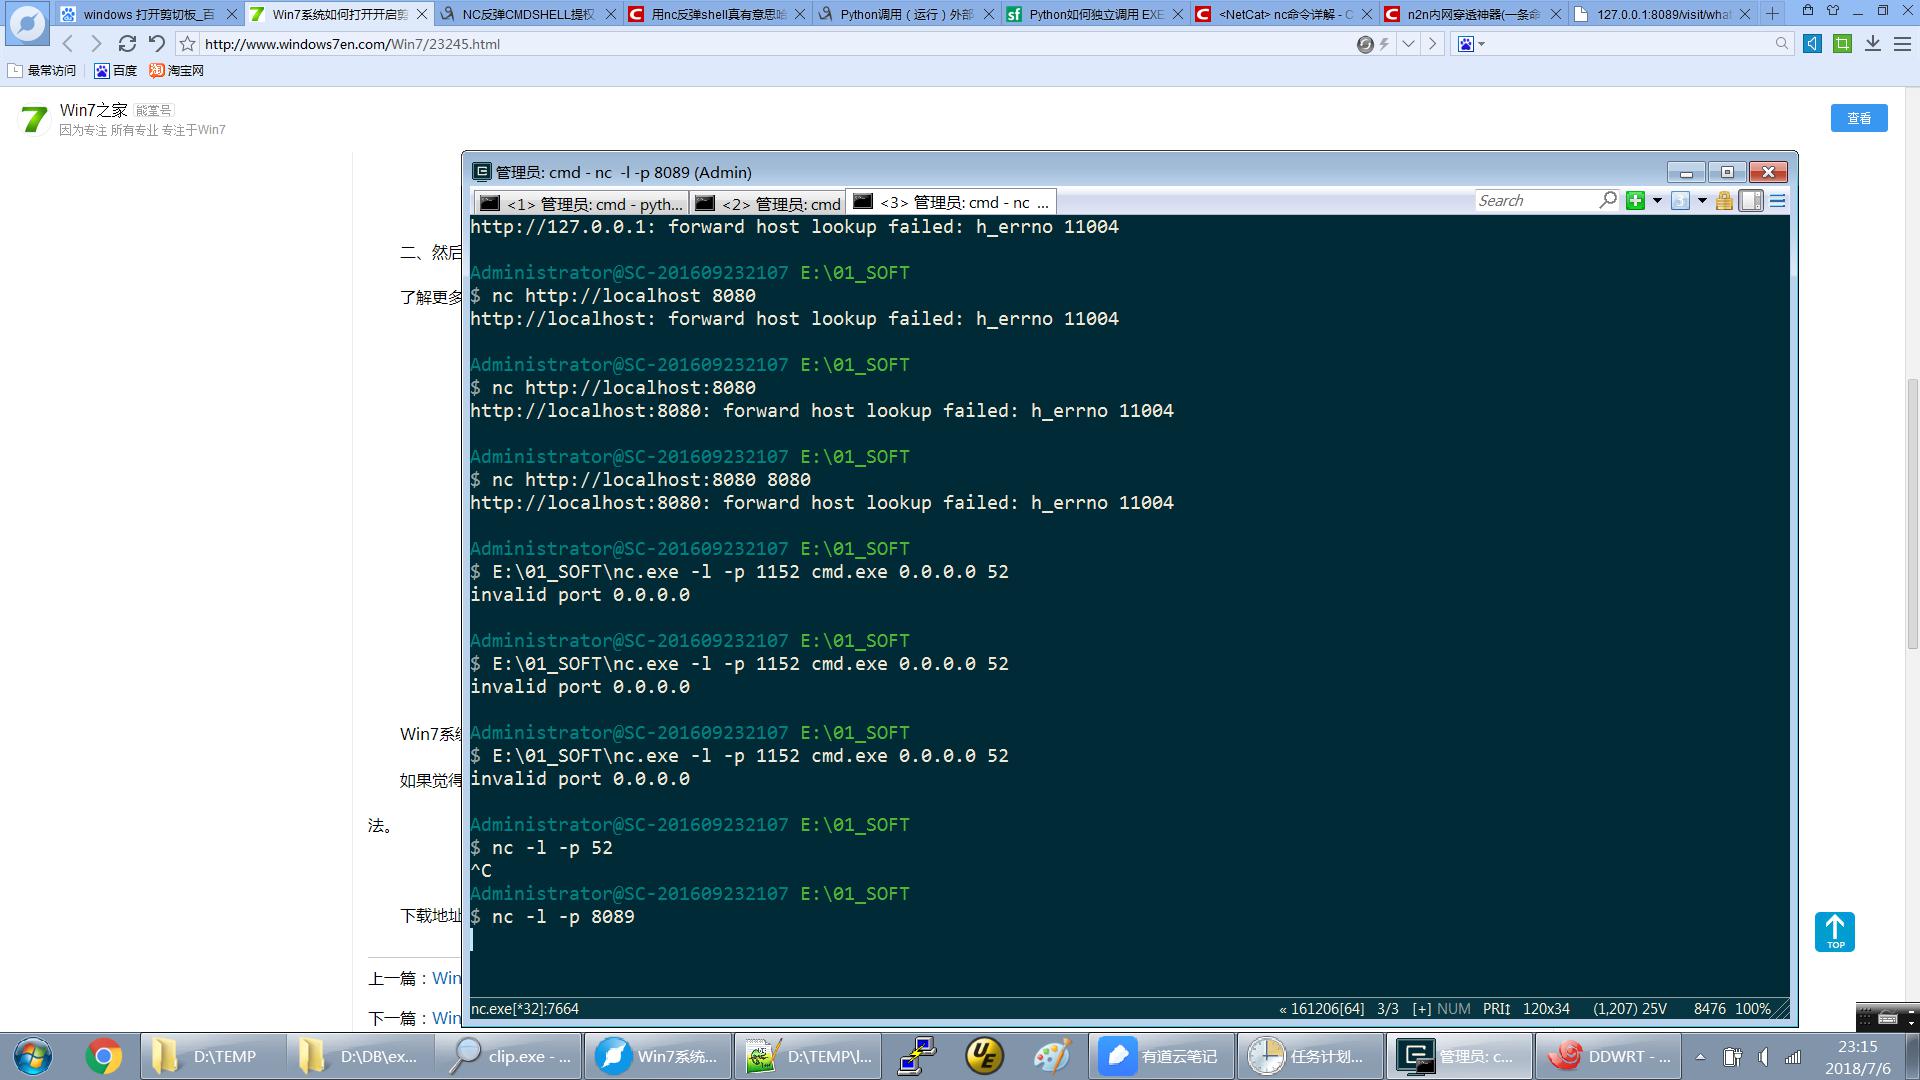 windows 打开剪切板_百
Win7系统如何打开开启剪
NC反弹CMDSHELL提权
用nc反弹shell真有意思哈
Python调用（运行）外部
Python如何独立调用 EXE
<NetCat> nc命令详解 - C
n2n内网穿透神器(一条命
127.0.0.1:8089/visit/wha
http://www.windows7en.com/Win7/23245.html
最常访问
百度
淘宝网
Win7之家 熊掌号
因为专注 所有专业 专注于Win7
查看
管理员: cmd - nc  -l -p 8089 (Admin)
<1> 管理员: cmd - pyth...
<2> 管理员: cmd
<3> 管理员: cmd - nc ...
Search
http://127.0.0.1: forward host lookup failed: h_errno 11004
Administrator@SC-201609232107 E:\01_SOFT
$ nc http://localhost 8080
http://localhost: forward host lookup failed: h_errno 11004
Administrator@SC-201609232107 E:\01_SOFT
$ nc http://localhost:8080
http://localhost:8080: forward host lookup failed: h_errno 11004
Administrator@SC-201609232107 E:\01_SOFT
$ nc http://localhost:8080 8080
http://localhost:8080: forward host lookup failed: h_errno 11004
Administrator@SC-201609232107 E:\01_SOFT
$ E:\01_SOFT\nc.exe -l -p 1152 cmd.exe 0.0.0.0 52
invalid port 0.0.0.0
Administrator@SC-201609232107 E:\01_SOFT
$ E:\01_SOFT\nc.exe -l -p 1152 cmd.exe 0.0.0.0 52
invalid port 0.0.0.0
Administrator@SC-201609232107 E:\01_SOFT
$ E:\01_SOFT\nc.exe -l -p 1152 cmd.exe 0.0.0.0 52
invalid port 0.0.0.0
Administrator@SC-201609232107 E:\01_SOFT
$ nc -l -p 52
^C
Administrator@SC-201609232107 E:\01_SOFT
$ nc -l -p 8089
nc.exe[*32]:7664
« 161206[64] 3/3 [+] NUM PRI↕ 120x34 (1,207) 25V 8476 100%
二、然后
了解更多
Win7系统
如果觉得
法。
下载地址
上一篇：Win
下一篇：Win
TOP
D:\TEMP
D:\DB\ex...
clip.exe - ...
Win7系统...
D:\TEMP\l...
有道云笔记
任务计划...
管理员: c...
DDWRT - ...
23:15
2018/7/6